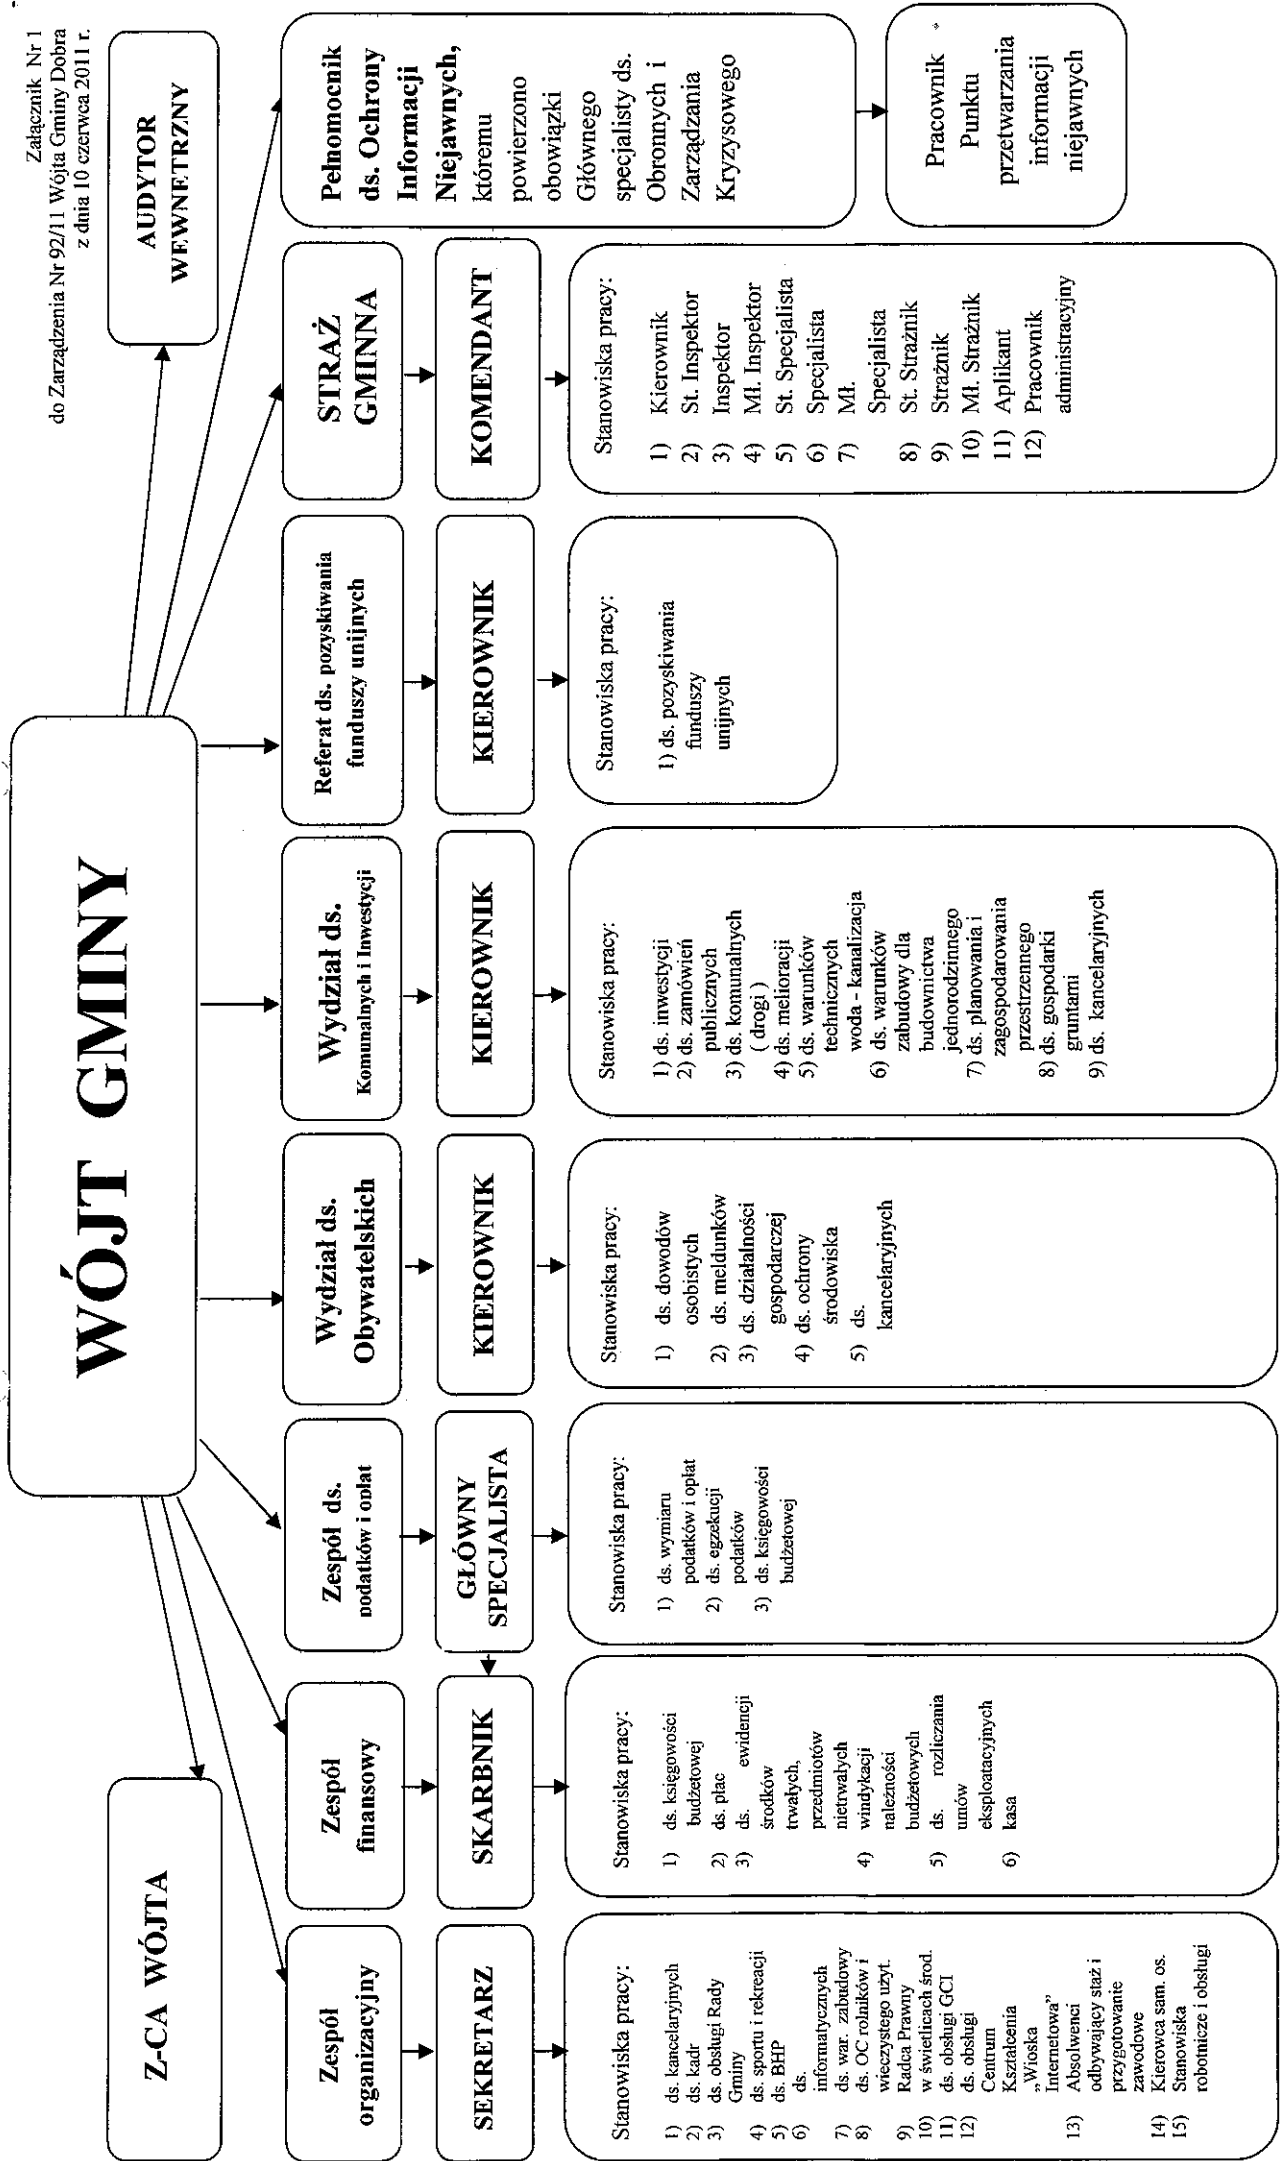 Załącznik Nr 1
do Zarządzenia Nr 92/11 Wójta Gminy Dobra
z dnia 10 czerwca 2011 r.
WÓJT GMINY
Z-CA WÓJTA
AUDYTOR
WEWNĘTRZNY
Zespół
organizacyjny
SEKRETARZ
Stanowiska pracy:
1) ds. kancelaryjnych
2) ds. kadr
3) ds. obsługi Rady
Gminy
4) ds. sportu i rekreacji
5) ds. BHP
6) ds.
informatycznych
7) ds. war. zabudowy
8) ds. OC rolników i
wieczystego użyt.
9) Radca Prawny
10) w świetlicach środ.
11) ds. obsługi GCI
12) ds. obsługi
Centrum
Kształcenia
„Wioska
Internetowa”
13) Absolwenci
odbywający staż i
przygotowanie
zawodowe
14) Kierowca sam. os.
15) Stanowiska
robotnicze i obsługi
Zespół
finansowy
SKARBNIK
Stanowiska pracy:
1) ds. księgowości
budżetowej
2) ds. płac
3) ds. ewidencji
środków
trwałych,
przedmiotów
nietrwałych
4) windykacji
należności
budżetowych
5) ds. rozliczania
umów
eksploatacyjnych
6) kasa
Zespół ds.
podatków i opłat
GŁÓWNY
SPECJALISTA
Stanowiska pracy:
1) ds. wymiaru
podatków i opłat
2) ds. egzekucji
podatków
3) ds. księgowości
budżetowej
Wydział ds.
Obywatelskich
KIEROWNIK
Stanowiska pracy:
1) ds. dowodów
osobistych
2) ds. meldunków
3) ds. działalności
gospodarczej
4) ds. ochrony
środowiska
5) ds.
kancelaryjnych
Wydział ds.
Komunalnych i Inwestycji
KIEROWNIK
Stanowiska pracy:
1) ds. inwestycji
2) ds. zamówień
publicznych
3) ds. komunalnych
( drogi )
4) ds. melioracji
5) ds. warunków
technicznych
woda - kanalizacja
6) ds. warunków
zabudowy dla
budownictwa
jednorodzinnego
7) ds. planowania i
zagospodarowania
przestrzennego
8) ds. gospodarki
gruntami
9) ds. kancelaryjnych
Referat ds. pozyskiwania
funduszy unijnych
KIEROWNIK
Stanowiska pracy:
1) ds. pozyskiwania
funduszy
unijnych
STRAŻ
GMINNA
KOMENDANT
Stanowiska pracy:
1) Kierownik
2) St. Inspektor
3) Inspektor
4) Mł. Inspektor
5) St. Specjalista
6) Specjalista
7) Mł.
Specjalista
8) St. Strażnik
9) Strażnik
10) Mł. Strażnik
11) Aplikant
12) Pracownik
administracyjny
Pełnomocnik
ds. Ochrony
Informacji
Niejawnych,
któremu
powierzono
obowiązki
Głównego
specjalisty ds.
Obronnych i
Zarządzania
Kryzysowego
Pracownik
Punktu
przetwarzania
informacji
niejawnych